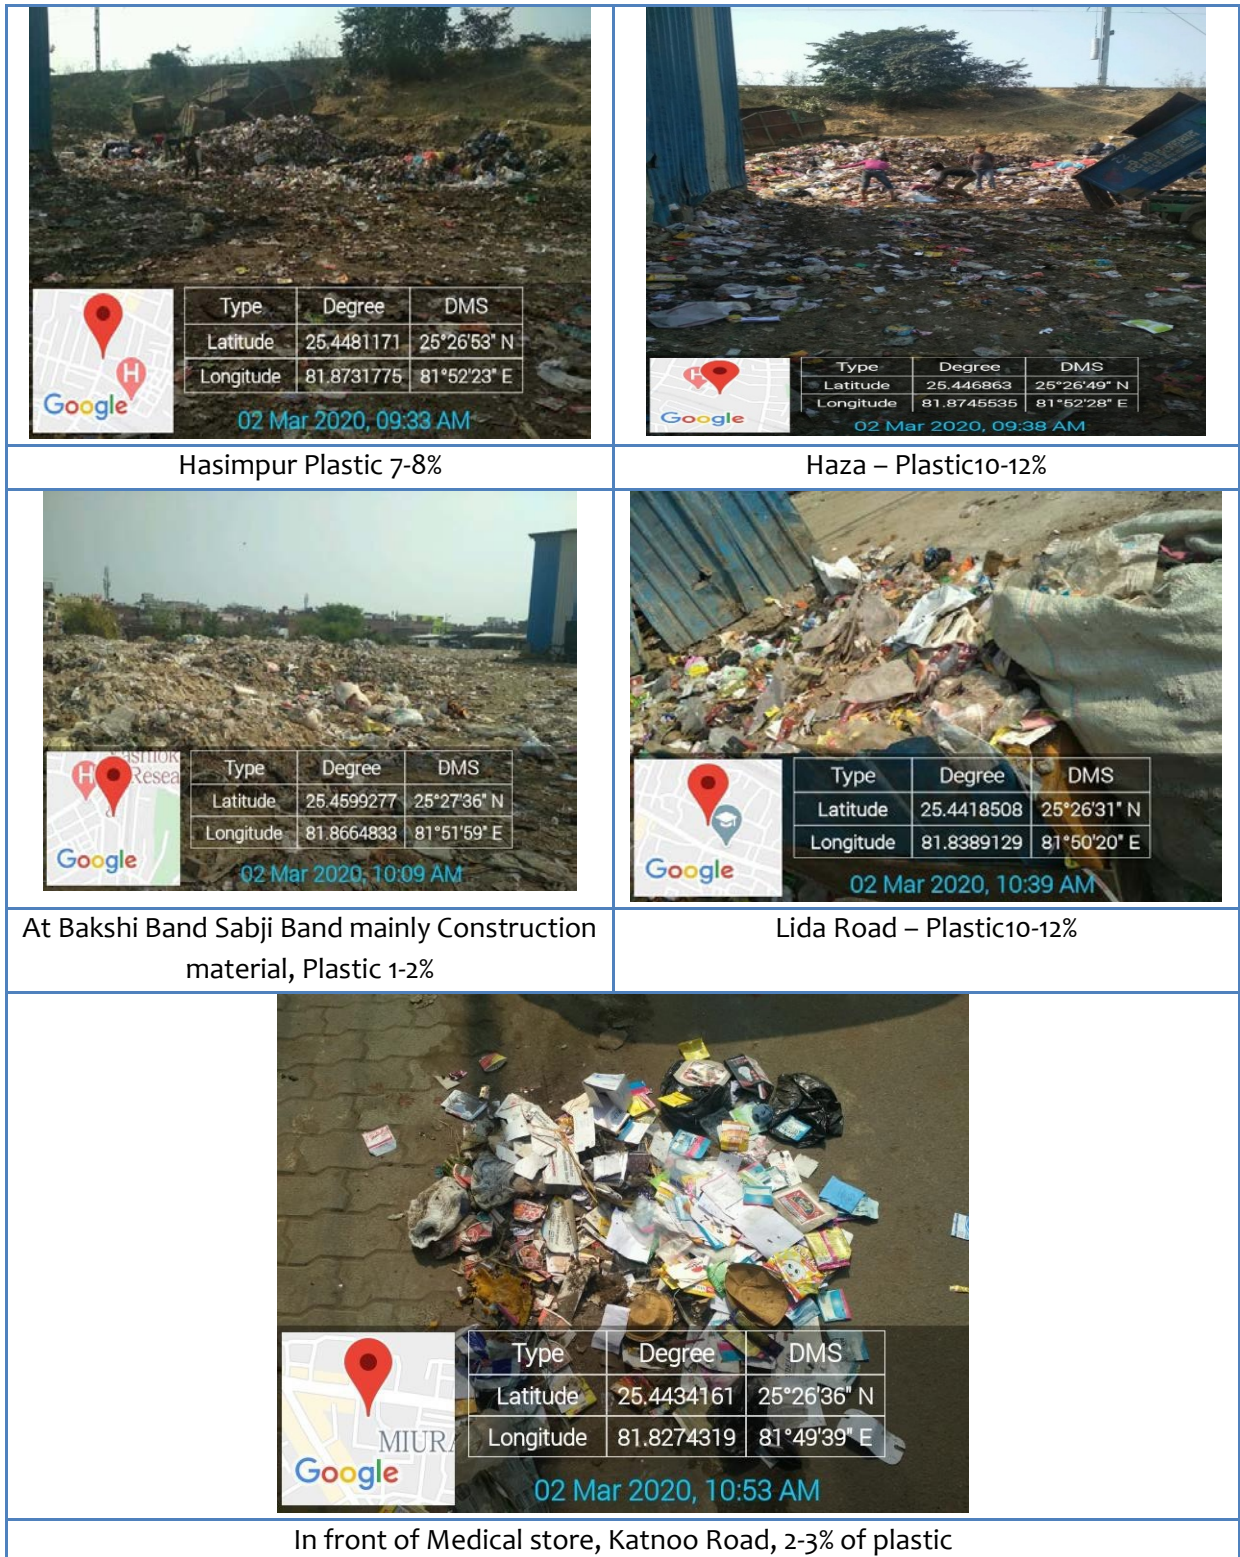 Type Degree DMS
Latitude 25.4481171 25°26'53" N
Longitude 81.8731775 81°52'23" E
H
Google
02 Mar 2020, 09:33 AM
Type Degree DMS
Latitude 25.446863 25°26'49" N
Longitude 81.8745535 81°52'28" E
H
Google
02 Mar 2020, 09:38 AM
Hasimpur Plastic 7-8%
Haza – Plastic10-12%
Resea
H
Type Degree DMS
Latitude 25.4599277 25°27'36" N
Longitude 81.8664833 81°51'59" E
Google
02 Mar 2020, 10:09 AM
Type Degree DMS
Latitude 25.4418508 25°26'31" N
Longitude 81.8389129 81°50'20" E
Google
02 Mar 2020, 10:39 AM
At Bakshi Band Sabji Band mainly Construction
material, Plastic 1-2%
Lida Road – Plastic10-12%
Type Degree DMS
Latitude 25.4434161 25°26'36" N
Longitude 81.8274319 81°49'39" E
MIURA
Google
02 Mar 2020, 10:53 AM
In front of Medical store, Katnoo Road, 2-3% of plastic